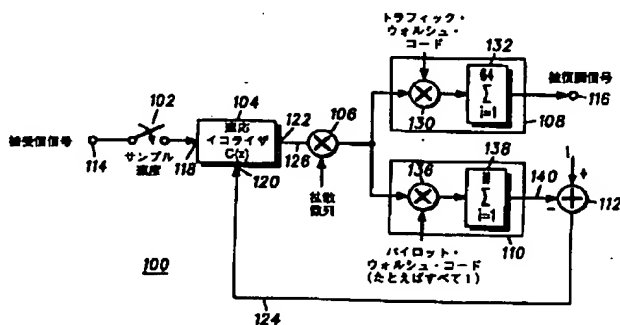 トラフィック・
ウォルシュ・
コード
132
64
Σ
i=1
被復調信号
116
130
108
102
104
適応
イコライザ
C(z)
122
106
被受信信号
114
サンプル
速度
118
120
126
拡散
数列
136
138
Σ
i=1
140
1
+
−
112
110
パイロット・
ウォルシュ・コード
(たとえばすべて1)
100
124